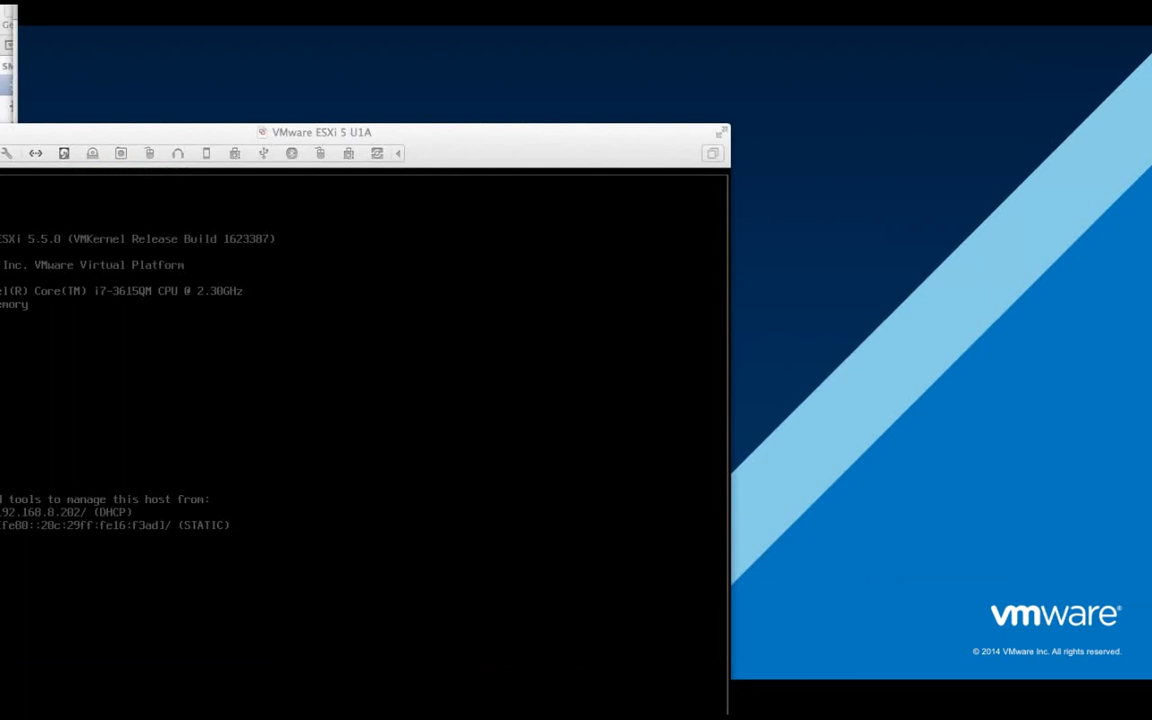 Ge
SM
VMware ESXi 5 U1A
ESXi 5.5.0 (VMKernel Release Build 1623387)
Inc. VMware Virtual Platform
el(R) Core(TM) i7-3615QM CPU @ 2.30GHz
emory
d tools to manage this host from:
92.168.8.202/ (DHCP)
fe80::20c:29ff:fe16:f3ad]/ (STATIC)
vmware®
© 2014 VMware Inc. All rights reserved.